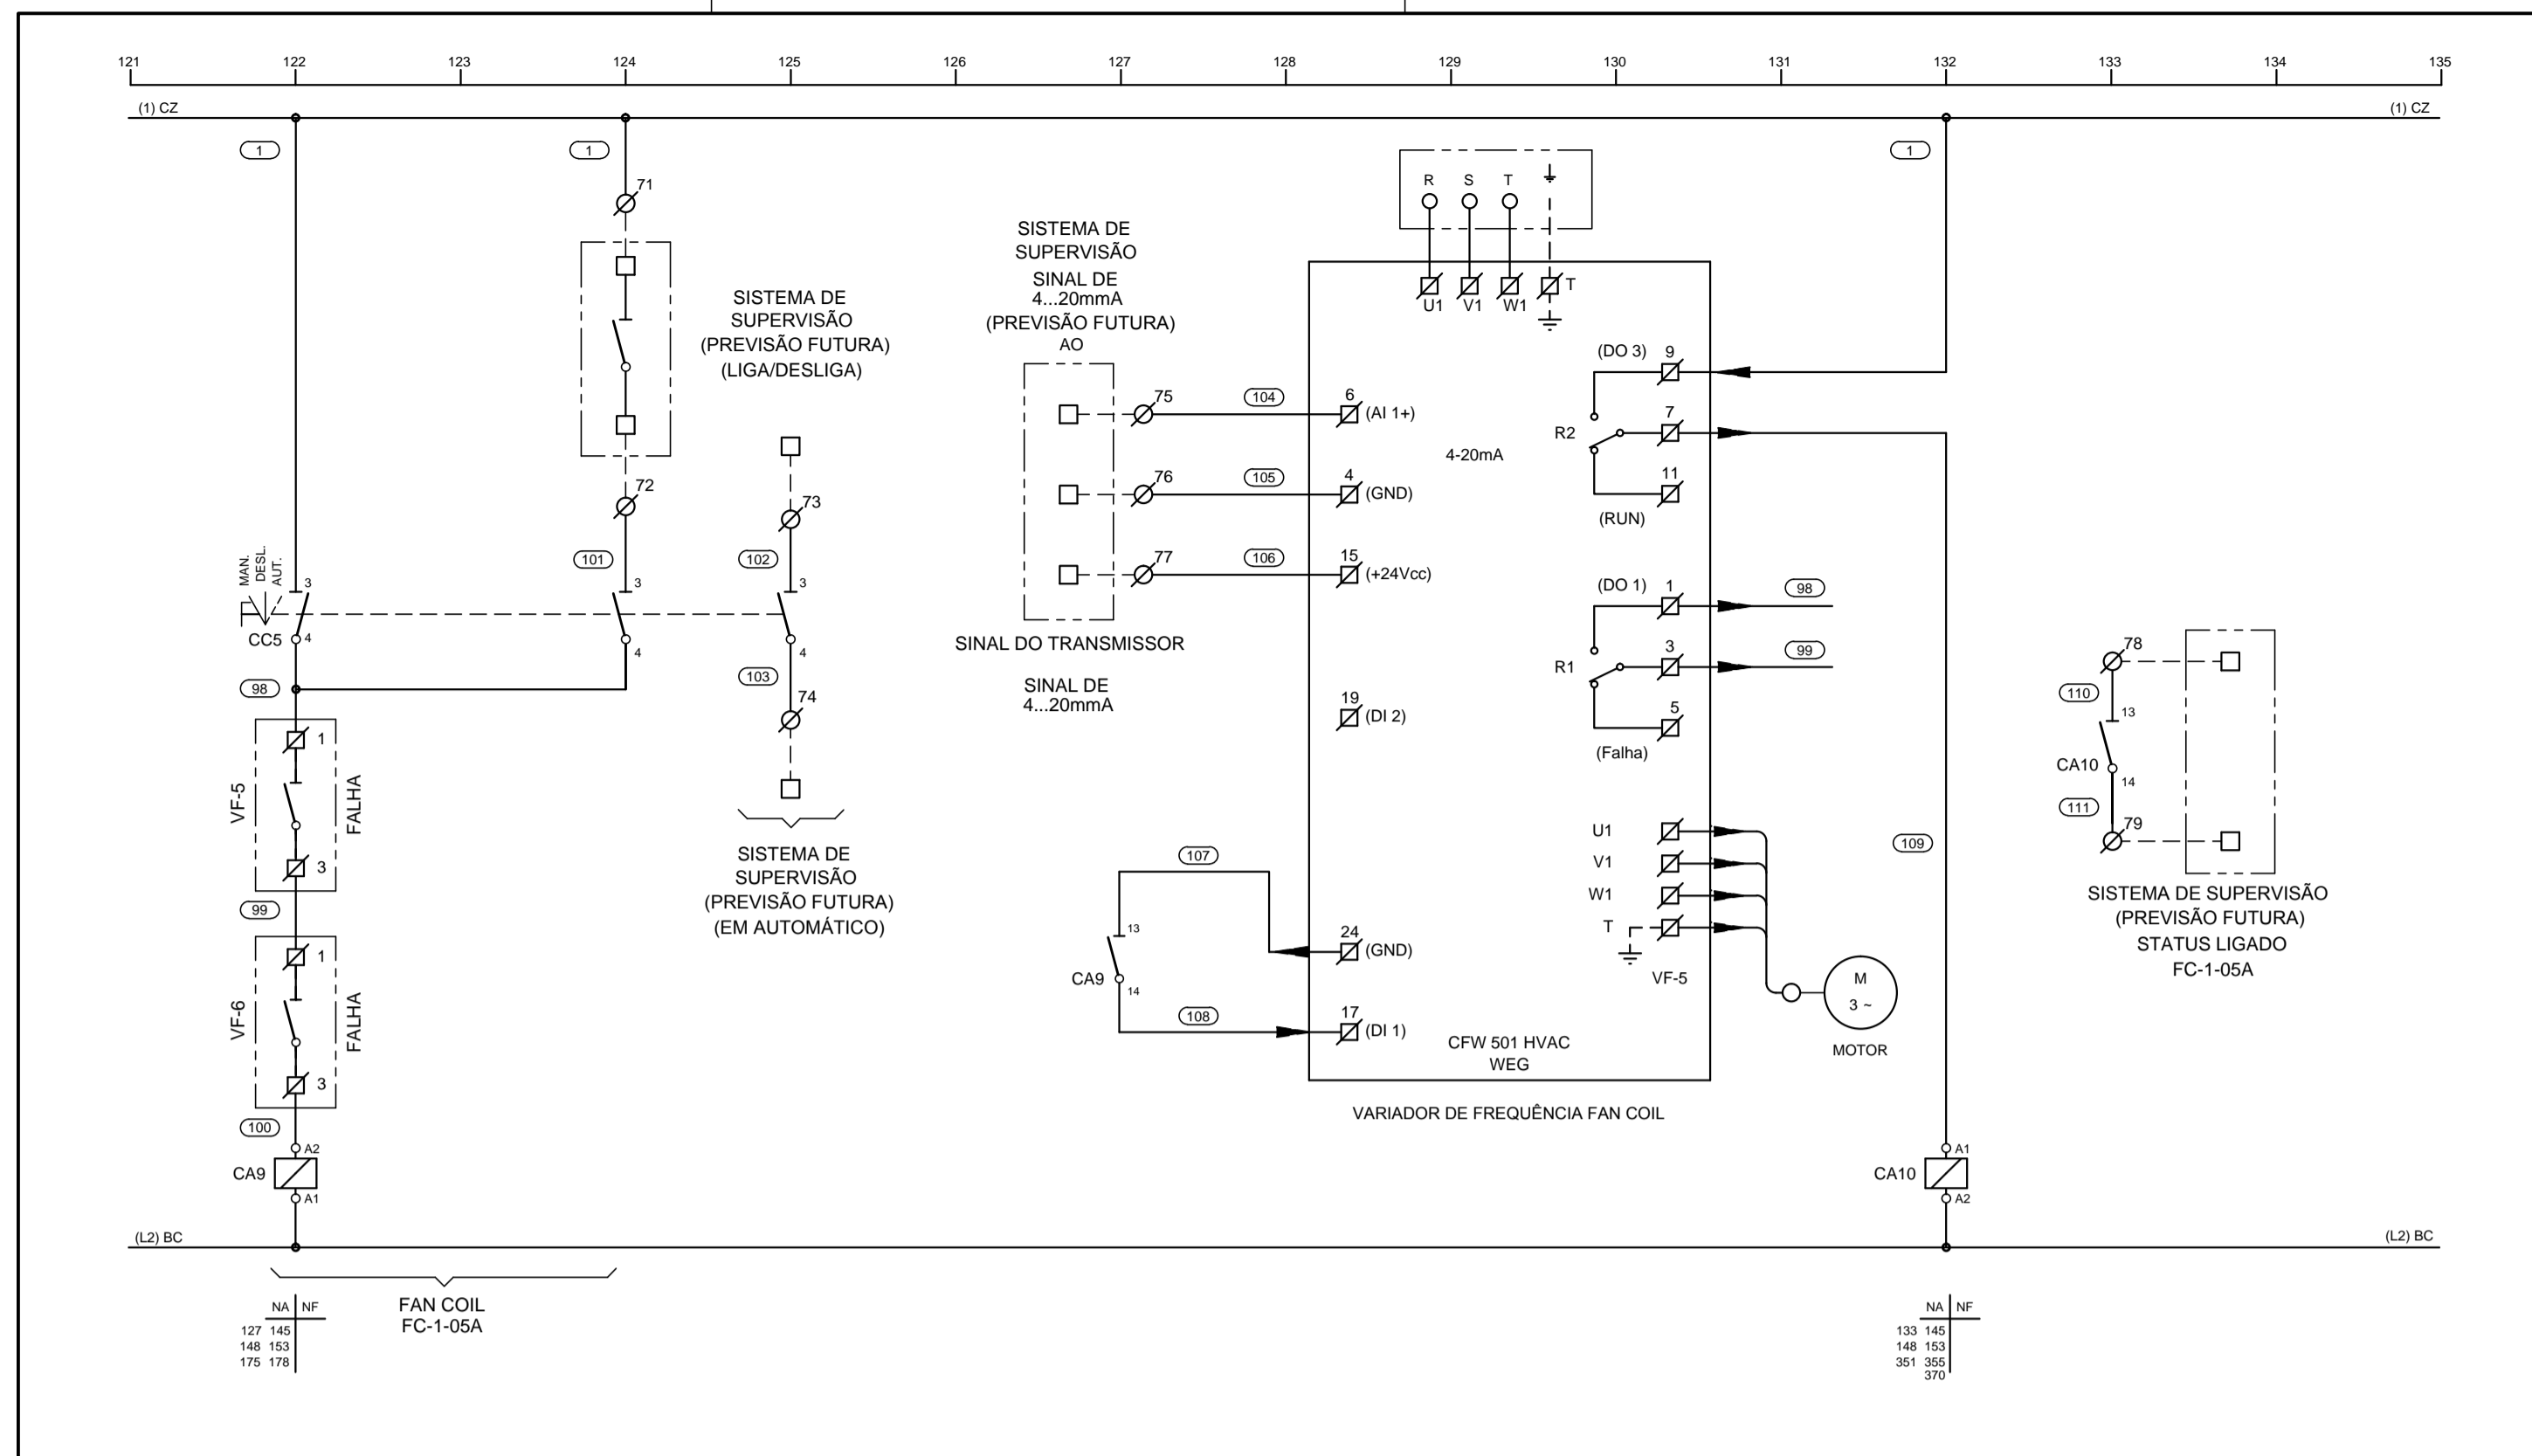 121 122 123 124 125 126 127 128 129 130 131 132 133 134 135
(1) CZ (1) CZ
1 1 1
71
R S T
SISTEMA DE
SUPERVISÃO
SINAL DE
4...20mmA
(PREVISÃO FUTURA)
AO
U1 V1 W1 T
SISTEMA DE
SUPERVISÃO
(PREVISÃO FUTURA)
(LIGA/DESLIGA)
72
73
75 104 6 (AI 1+)
76 105 4 (GND)
77 106 15 (+24Vcc)
4-20mA
(DO 3) 9
R2 7
11
(RUN)
MAN.
DESL.
AUT.
101 102
3 3 3
CC5 4 4 4
98 103
74
SINAL DO TRANSMISSOR
SINAL DE
4...20mmA
(DO 1) 1 98
R1 3 99
5
(Falha)
19 (DI 2)
78
110
13
CA10
14
111
79
SISTEMA DE SUPERVISÃO
(PREVISÃO FUTURA)
STATUS LIGADO
FC-1-05A
1
VF-5 FALHA
3
99
1
VF-6 FALHA
3
100
SISTEMA DE
SUPERVISÃO
(PREVISÃO FUTURA)
(EM AUTOMÁTICO)
107
13
CA9
14
108
24 (GND)
17 (DI 1)
U1
V1
W1
T
VF-5
109
M
3 ~
MOTOR
CFW 501 HVAC
WEG
VARIADOR DE FREQUÊNCIA FAN COIL
A2
CA9
A1
A1
CA10
A2
(L2) BC (L2) BC
FAN COIL
FC-1-05A
NA NF
127 145
148 153
175 178
NA NF
133 145
148 153
351 355
370